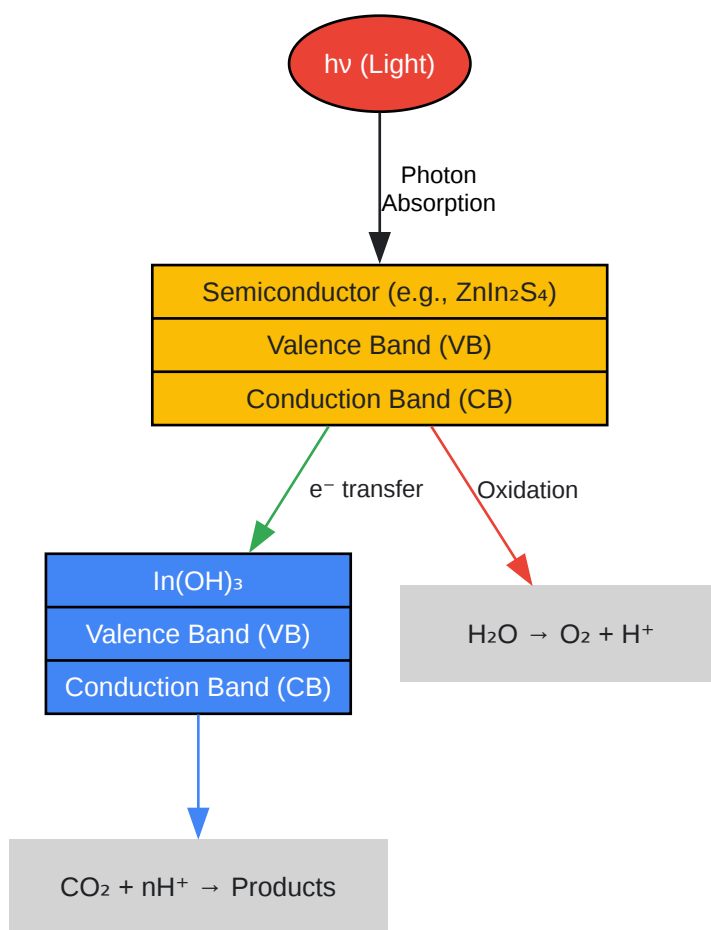 hν (Light)
Photon
Absorption
Semiconductor (e.g., ZnIn₂S₄)
Valence Band (VB)
Conduction Band (CB)
e⁻ transfer
Oxidation
In(OH)₃
Valence Band (VB)
Conduction Band (CB)
H₂O → O₂ + H⁺
CO₂ + nH⁺ → Products